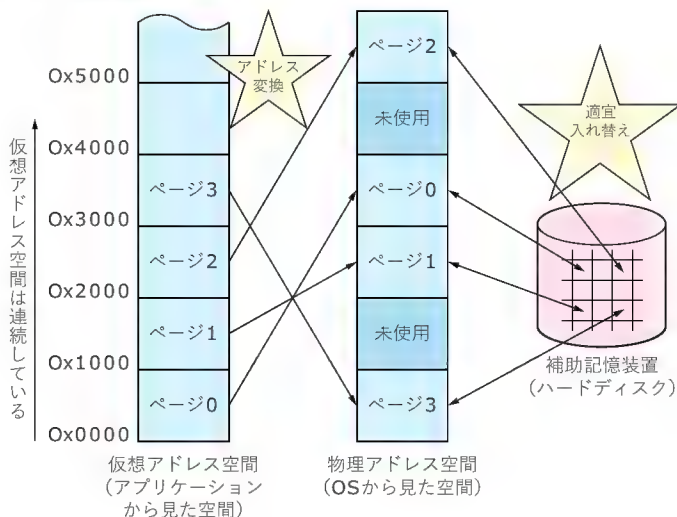 アドレス
変換
0x5000
0x4000
0x3000
0x2000
0x1000
0x0000
仮想アドレス空間は連続している
ページ3
ページ2
ページ1
ページ0
仮想アドレス空間
（アプリケーション
から見た空間）
ページ2
未使用
ページ0
ページ1
未使用
ページ3
物理アドレス空間
（OSから見た空間）
適宜
入れ替え
補助記憶装置
（ハードディスク）